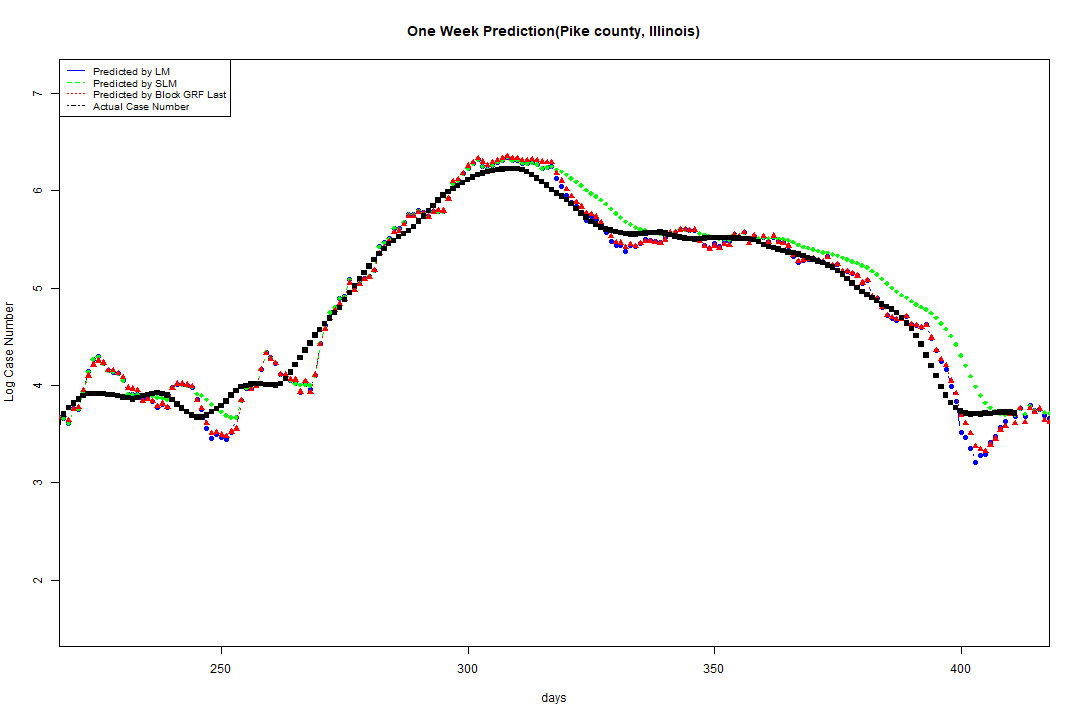 One Week Prediction(Pike county, Illinois)
Predicted by LM
Predicted by SLM
Predicted by Block GRF Last
Actual Case Number
7
6
5
4
3
2
Log Case Number
250 300 350 400
days